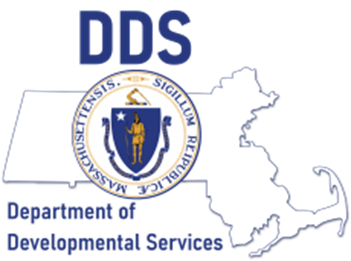 DDS
SIGILLUM REIPUBLICÆ MASSACHUSETTENSIS.
Department of
Developmental Services